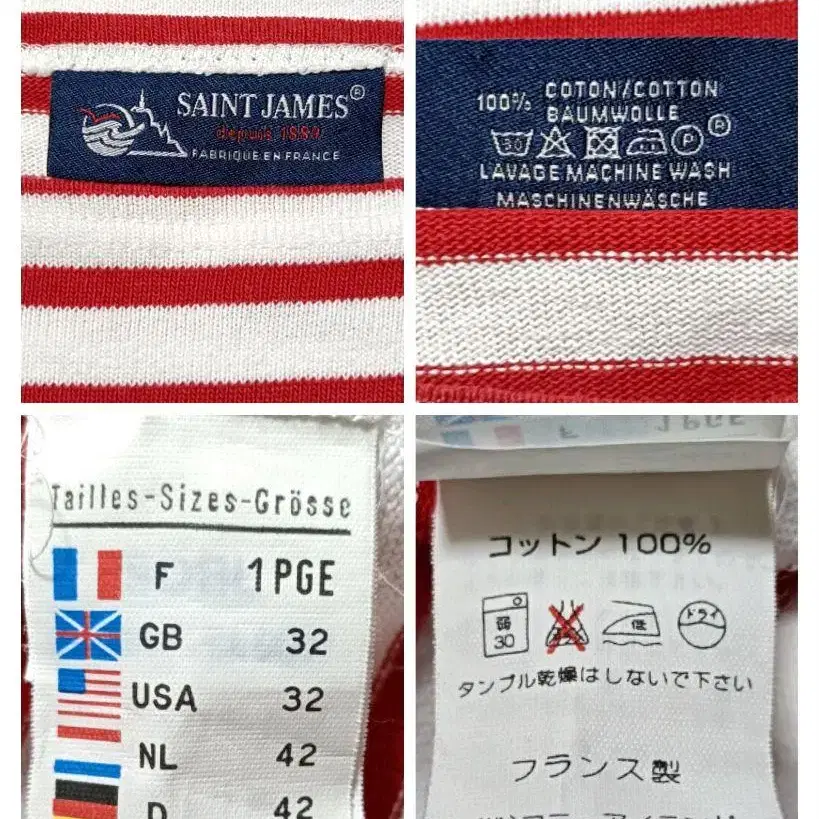 SAINT JAMES®
depuis 1889
FABRIQUE EN FRANCE
100% COTON/COTTON
BAUMWOLLE
30 P ®
LAVAGE MACHINE WASH
MASCHINENWÄSCHE
Tailles-Sizes-Grösse
F 1PGE
GB 32
USA 32
NL 42
D 42
F 1PGE
コットン 100%
弱 30 低 ドライ
タンブル乾燥はしないで下さい
フランス製